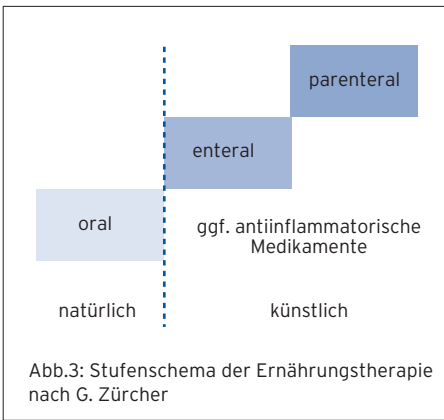 parenteral
enteral
oral
ggf. antiinflammatorische
Medikamente
natürlich
künstlich
Abb.3: Stufenschema der Ernährungstherapie
nach G. Zürcher